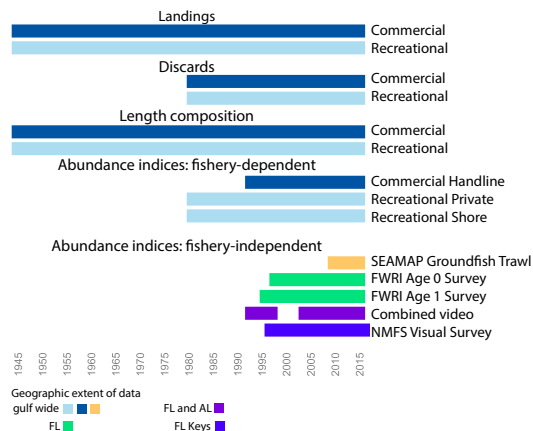 Landings
Commercial
Recreational
Discards
Commercial
Recreational
Length composition
Commercial
Recreational
Abundance indices: fishery-dependent
Commercial Handline
Recreational Private
Recreational Shore
Abundance indices: fishery-independent
SEAMAP Groundfish Trawl
FWRI Age 0 Survey
FWRI Age 1 Survey
Combined video
NMFS Visual Survey
1945 1950 1955 1960 1965 1970 1975 1980 1985 1990 1995 2000 2005 2010 2015
Geographic extent of data
gulf wide FL and AL
FL FL Keys